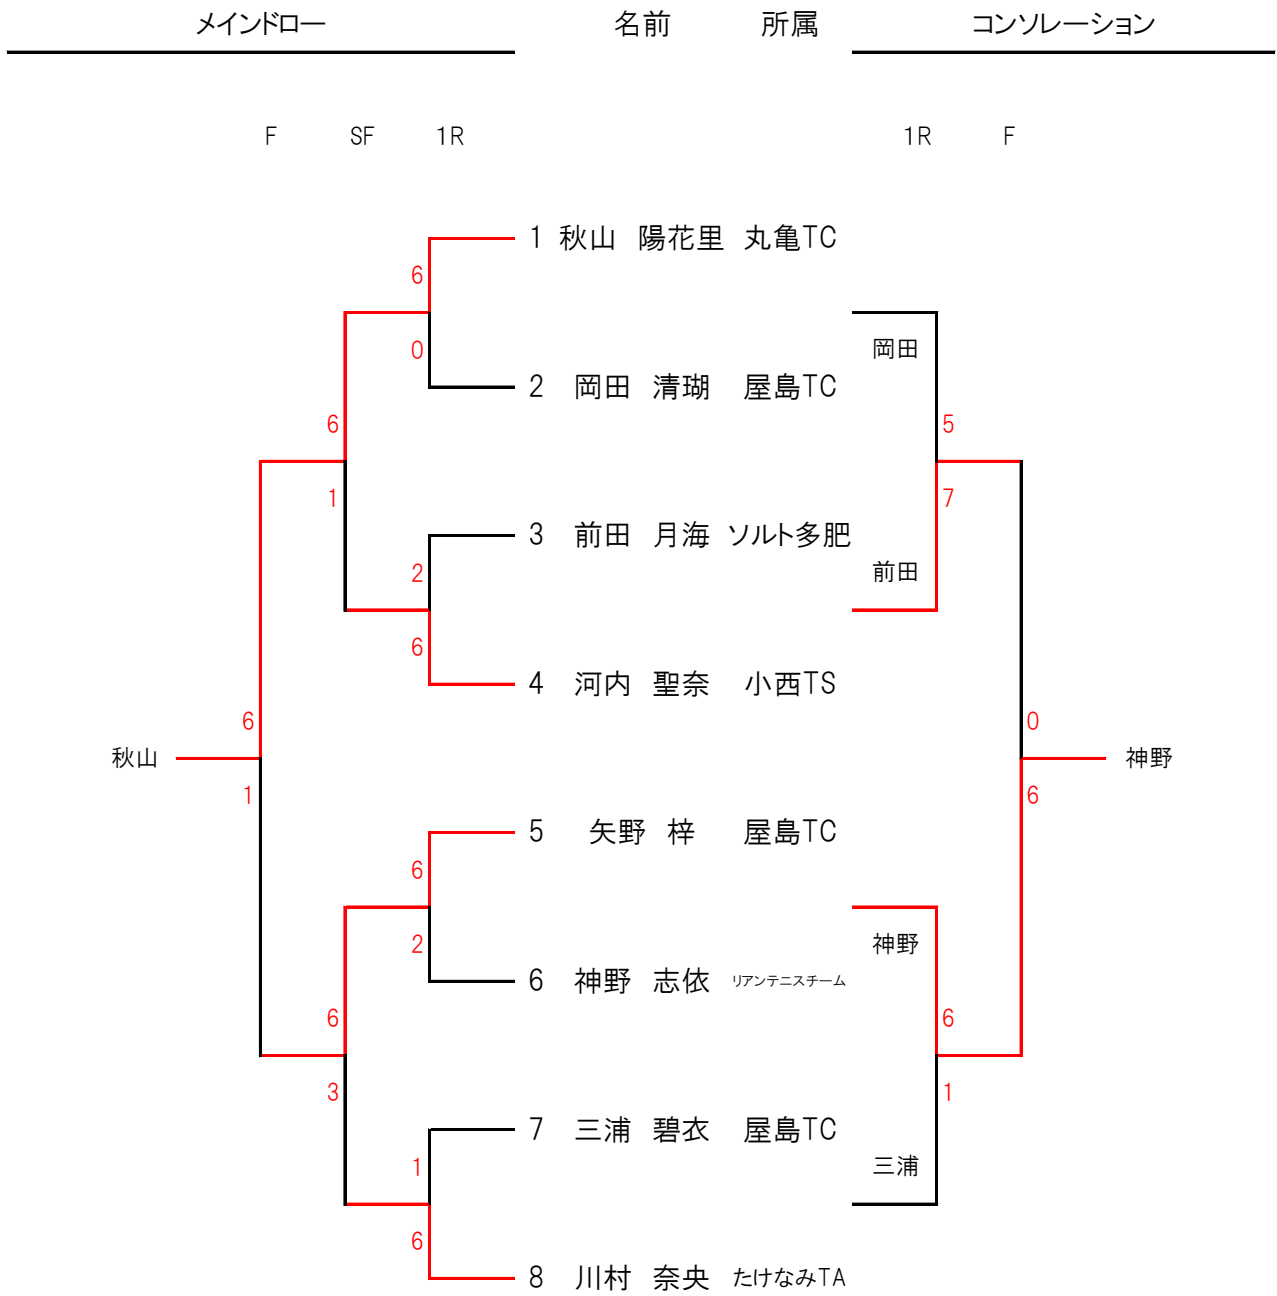 メインドロー 名前 所属 コンソレーション
F SF 1R 1R F
1 秋山 陽花里 丸亀TC
6
0 岡田
2 岡田 清瑚 屋島TC
6 5
1 7
3 前田 月海 ソルト多肥
2 前田
6
4 河内 聖奈 小西TS
6 0
秋山 神野
1 6
5 矢野 梓 屋島TC
6
2 神野
6 神野 志依 リアンテニスチーム
6 6
3 1
7 三浦 碧衣 屋島TC
1 三浦
6
8 川村 奈央 たけなみTA